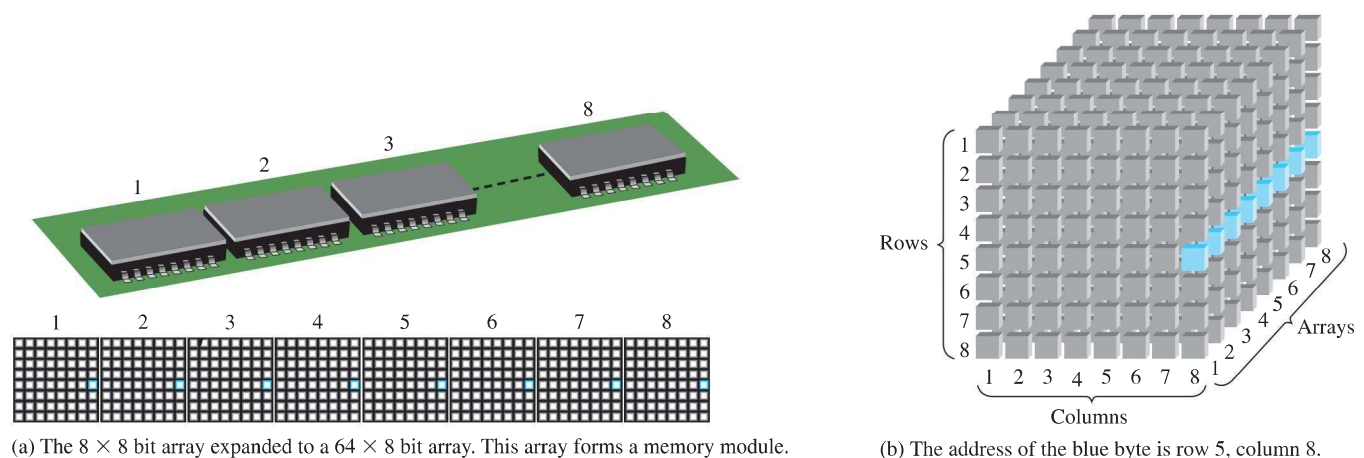 1
2
3
8
1 2 3 4 5 6 7 8
(a) The 8 × 8 bit array expanded to a 64 × 8 bit array. This array forms a memory module.
1
2
3
4
5
6
7
8
Rows
1 2 3 4 5 6 7 8
Columns
1
2
3
4
5
6
7
8
Arrays
(b) The address of the blue byte is row 5, column 8.